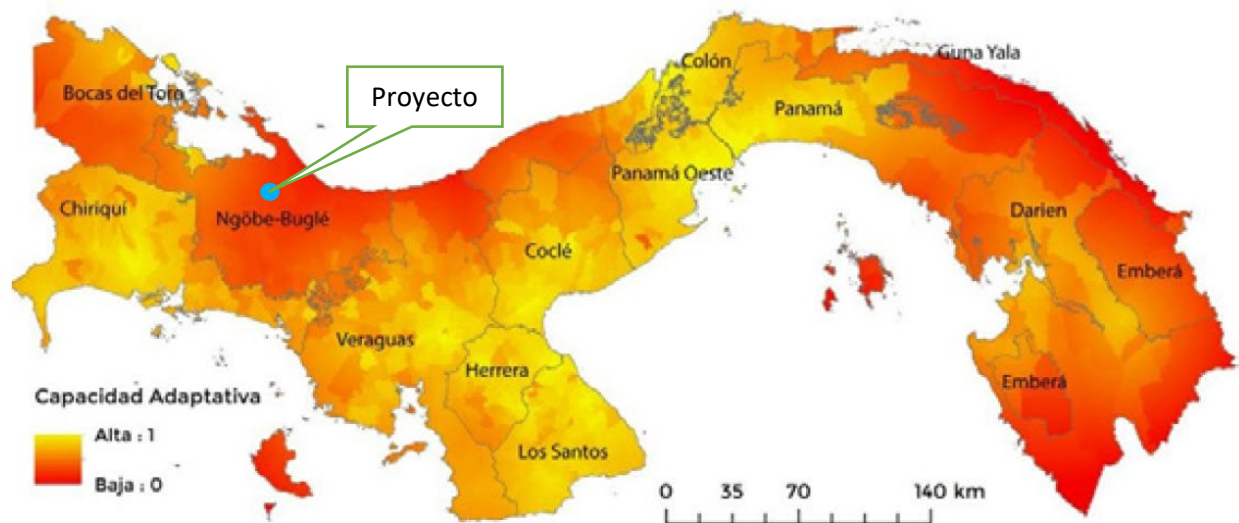 Colón
Guna Yala
Bocas del Toro
Proyecto
Panamá
Panamá Oeste
Chiriquí
Ngöbe-Buglé
Darien
Coclé
Emberá
Veraguas
Herrera
Emberá
Capacidad Adaptativa
Alta : 1
Los Santos
Baja : 0
0 35 70 140 km